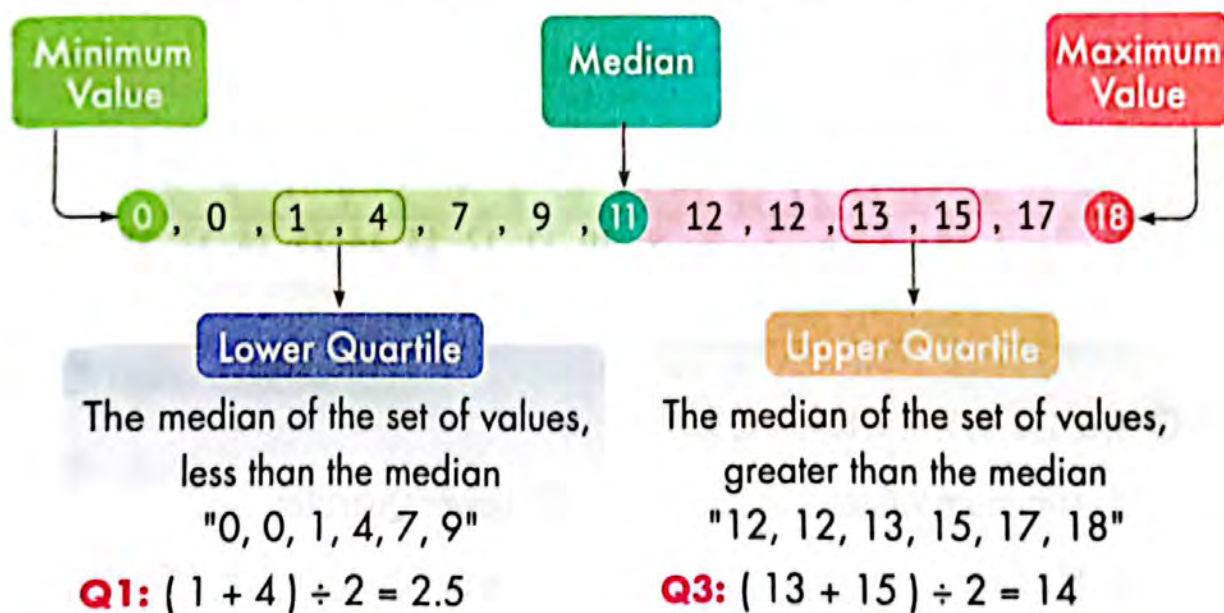 Minimum
Value
Median
Maximum
Value
0 , 0 , 1 , 4 , 7 , 9 , 11 12 , 12 , 13 , 15 , 17 18
Lower Quartile
Upper Quartile
The median of the set of values,
less than the median
"0, 0, 1, 4, 7, 9"
Q1: ( 1 + 4 ) ÷ 2 = 2.5
The median of the set of values,
greater than the median
"12, 12, 13, 15, 17, 18"
Q3: ( 13 + 15 ) ÷ 2 = 14